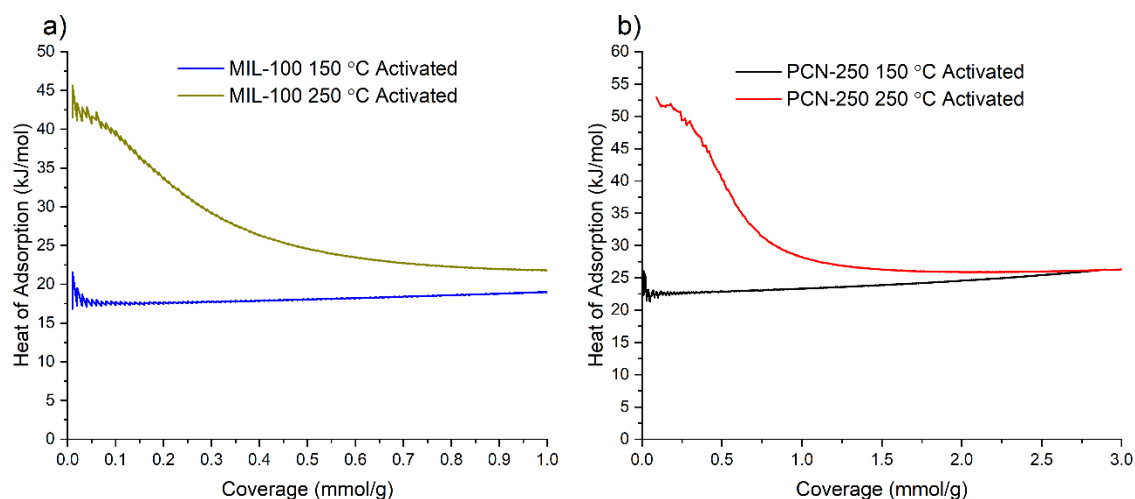 a)
50
45
40
35
30
25
20
15
10
5
0
Heat of Adsorption (kJ/mol)
MIL-100 150 °C Activated
MIL-100 250 °C Activated
0.0 0.1 0.2 0.3 0.4 0.5 0.6 0.7 0.8 0.9 1.0
Coverage (mmol/g)
b)
60
55
50
45
40
35
30
25
20
15
10
5
0
Heat of Adsorption (kJ/mol)
PCN-250 150 °C Activated
PCN-250 250 °C Activated
0.0 0.5 1.0 1.5 2.0 2.5 3.0
Coverage (mmol/g)